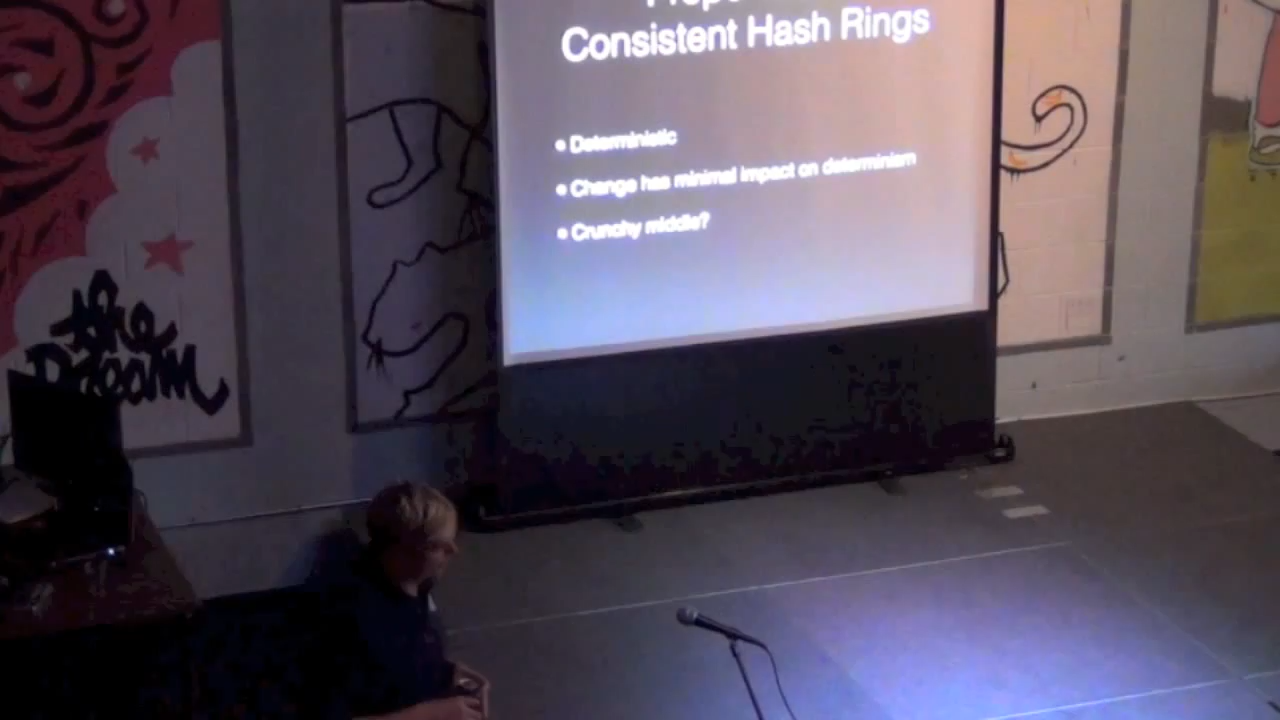 Consistent Hash Rings
• Deterministic
• Change has minimal impact on determinism
• Crunchy middle?
the
Dream